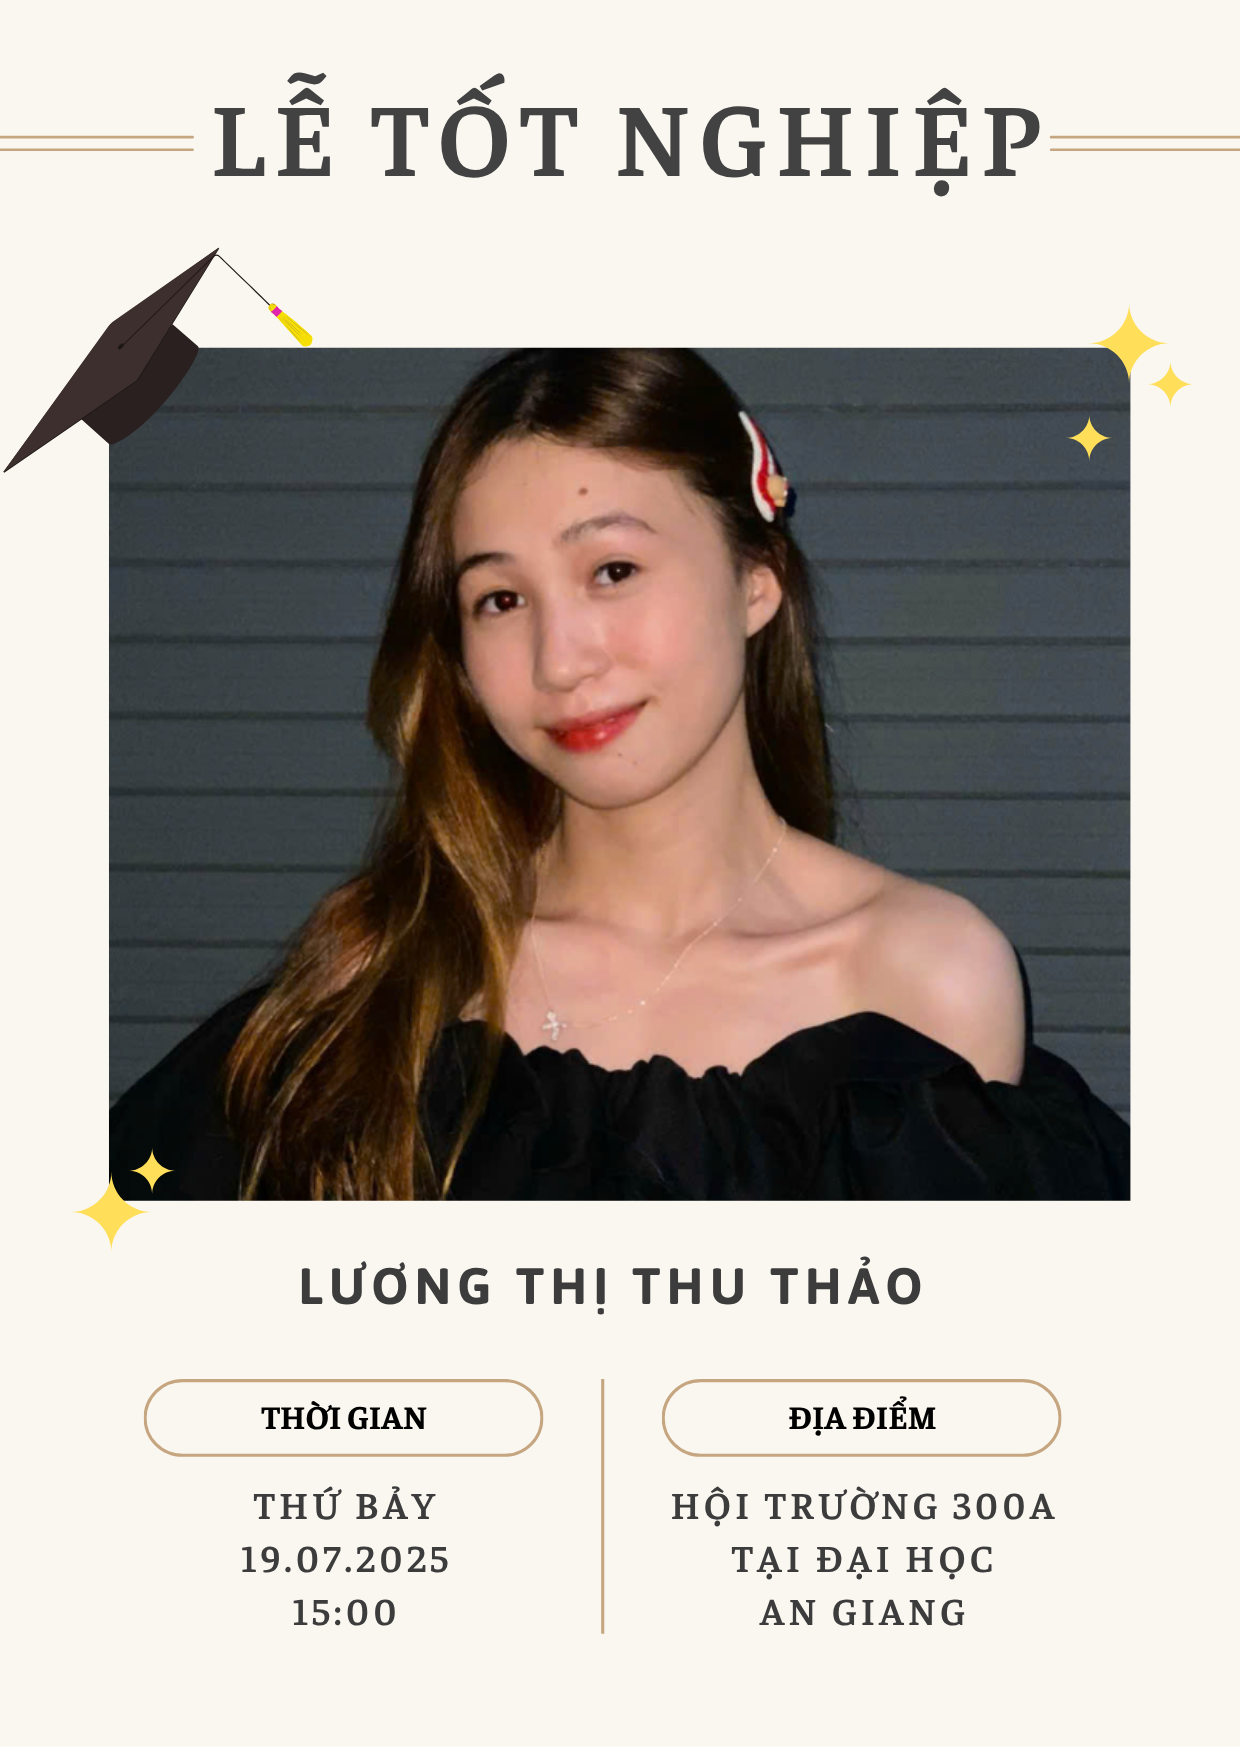 LỄ TỐT NGHIỆP
LƯƠNG THỊ THU THẢO
THỜI GIAN
THỨ BẢY
19.07.2025
15:00
ĐỊA ĐIỂM
HỘI TRƯỜNG 300A
TẠI ĐẠI HỌC
AN GIANG